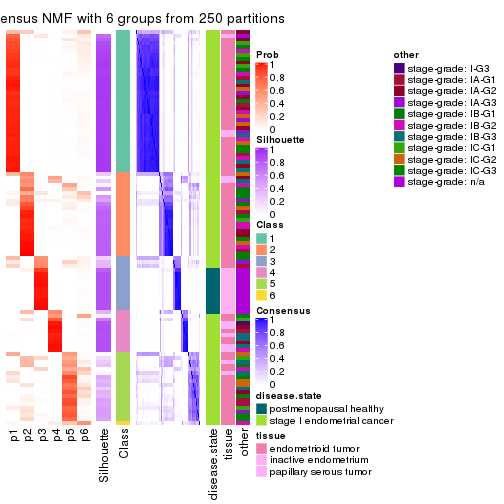 ensus NMF with 6 groups from 250 partitions
Prob
1
0.8
0.6
0.4
0.2
0
Silhouette
1
0.8
0.6
0.4
0.2
0
Class
1
2
3
4
5
6
Consensus
1
0.8
0.6
0.4
0.2
0
disease.state
postmenopausal healthy
stage I endometrial cancer
tissue
endometrioid tumor
inactive endometrium
papillary serous tumor
other
stage-grade: I-G3
stage-grade: IA-G1
stage-grade: IA-G2
stage-grade: IA-G3
stage-grade: IB-G1
stage-grade: IB-G2
stage-grade: IB-G3
stage-grade: IC-G1
stage-grade: IC-G2
stage-grade: IC-G3
stage-grade: n/a
p1
p2
p3
p4
p5
p6
Silhouette
Class
disease.state
tissue
other